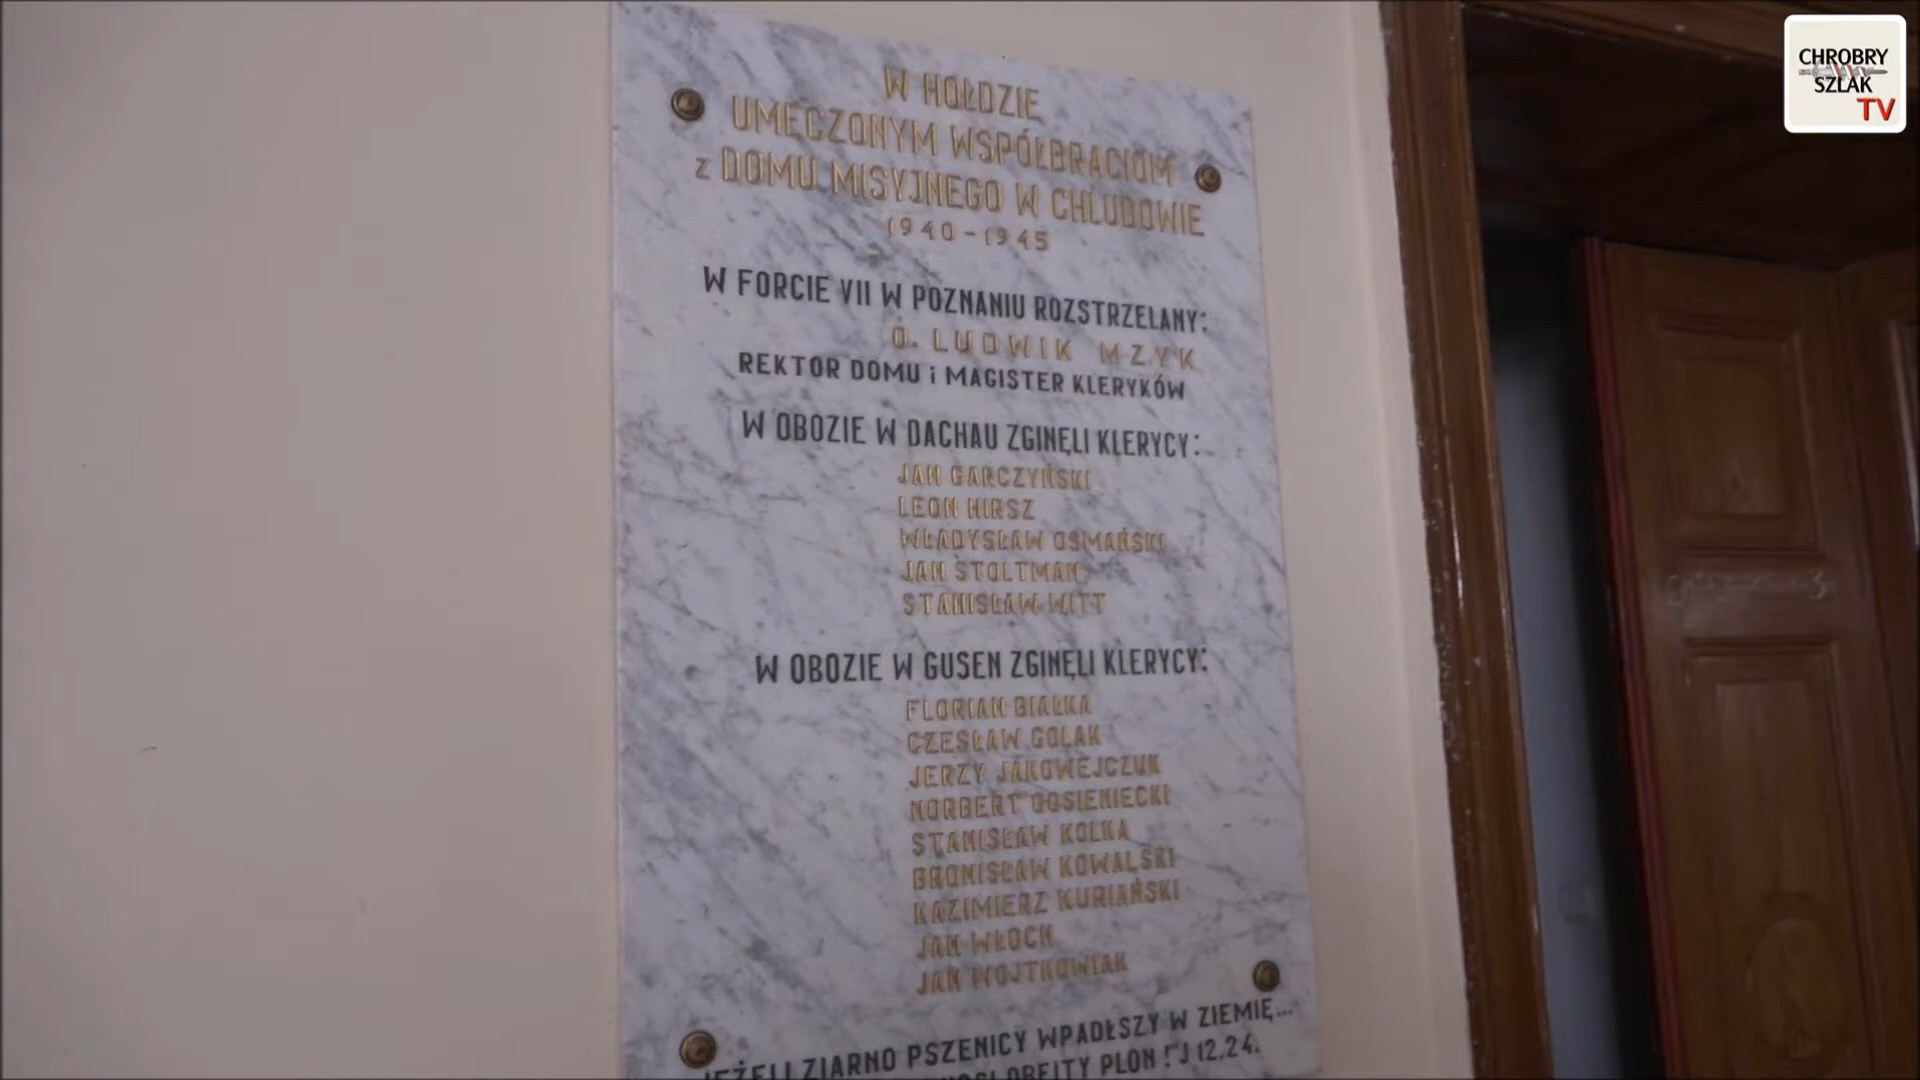 CHROBRY
SZLAK
TV
W HOŁDZIE
UMĘCZONYM WSPÓŁBRACIOM
z DOMU MISYJNEGO W CHLUDOWIE
1940-1945
W FORCIE VII W POZNANIU ROZSTRZELANY:
O. LUDWIK MZYK
REKTOR DOMU i MAGISTER KLERYKÓW
W OBOZIE W DACHAU ZGINĘLI KLERYCY:
JAN GARCZYŃSKI
LEON HIRSZ
WŁADYSŁAW OSMAŃSKI
JAN STOLTMAN
STANISŁAW WITT
W OBOZIE W GUSEN ZGINĘLI KLERYCY:
FLORIAN BIAŁKA
CZESŁAW GOLAK
JERZY JAKOWEJCZUK
NORBERT GOSIENIECKI
STANISŁAW KOLKA
BRONISŁAW KOWALSKI
KAZIMIERZ KURIAŃSKI
JAN WŁOCH
JAN WOJTKOWIAK
JEŻELI ZIARNO PSZENICY WPADŁSZY W ZIEMIĘ...
OBFITY PLON!" J 12.24.